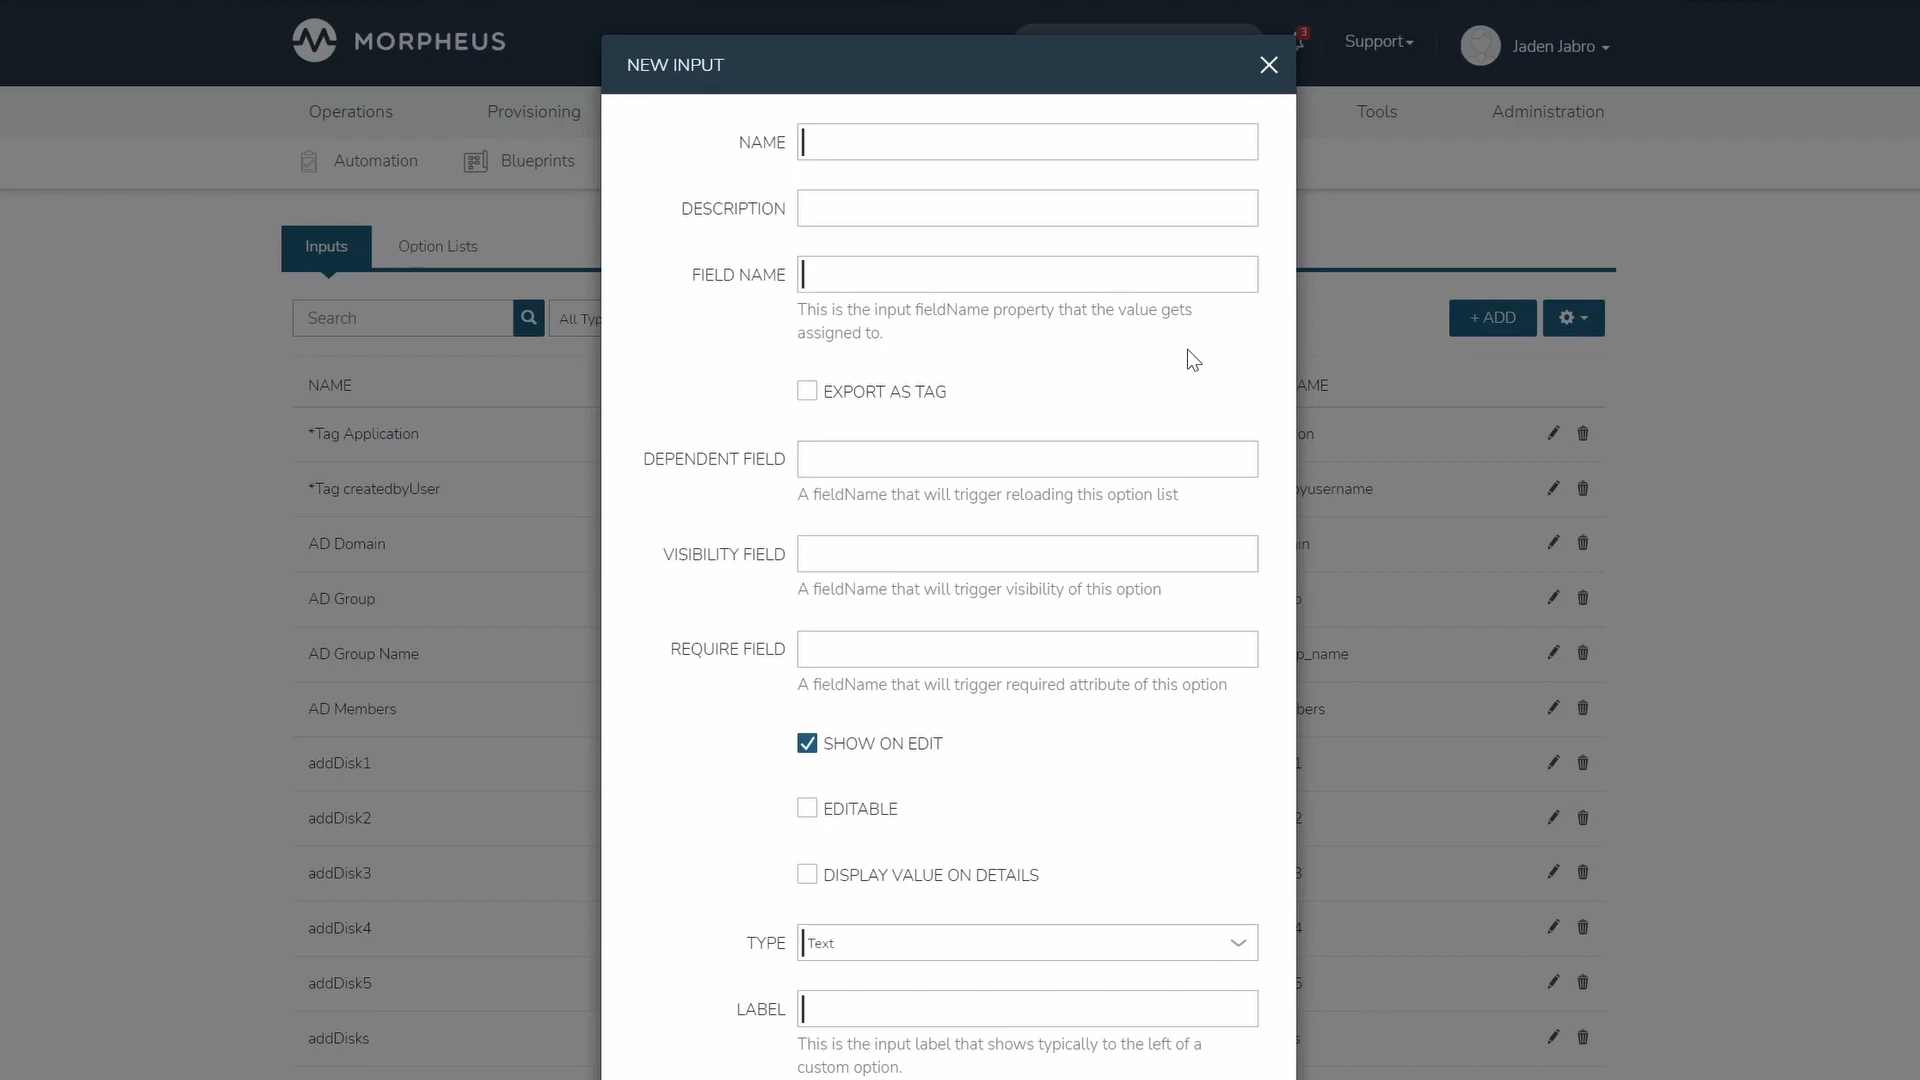 MORPHEUS
3
Support
Jaden Jabro
NEW INPUT
Operations
Provisioning
Tools
Administration
Automation
Blueprints
Inputs
Option Lists
Search
All Typ
+ ADD
NAME
AME
*Tag Application
on
*Tag createdbyUser
byusername
AD Domain
in
AD Group
p
AD Group Name
p_name
AD Members
bers
addDisk1
1
addDisk2
2
addDisk3
3
addDisk4
4
addDisk5
5
addDisks
s
NAME
DESCRIPTION
FIELD NAME
This is the input fieldName property that the value gets
assigned to.
EXPORT AS TAG
DEPENDENT FIELD
A fieldName that will trigger reloading this option list
VISIBILITY FIELD
A fieldName that will trigger visibility of this option
REQUIRE FIELD
A fieldName that will trigger required attribute of this option
SHOW ON EDIT
EDITABLE
DISPLAY VALUE ON DETAILS
TYPE
Text
LABEL
This is the input label that shows typically to the left of a
custom option.